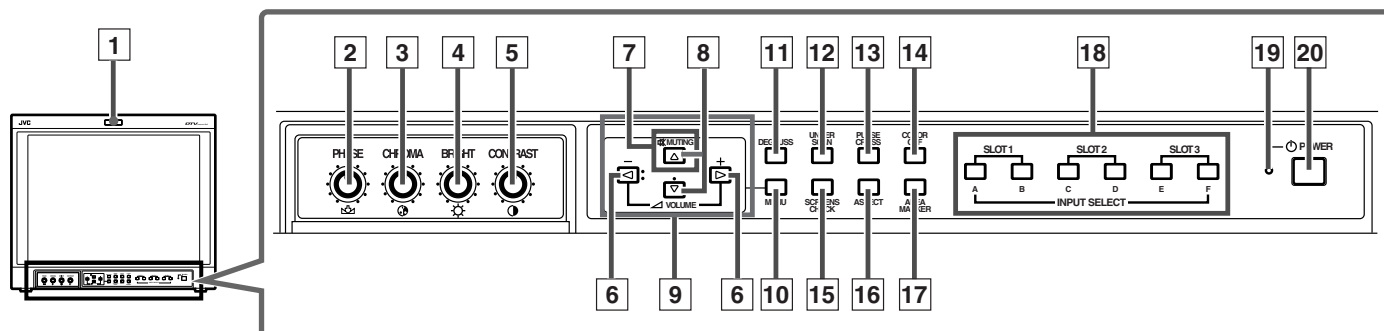 1
2
3
4
5
7
8
11
12
13
14
18
19
20
JVC
PHASE
CHROMA
BRIGHT
CONTRAST
MUTING
DEGAUSS
UNDER SCAN
PULSE CROSS
COLOR OFF
SLOT 1
SLOT 2
SLOT 3
POWER
–
+
VOLUME
MENU
SCREENS CHECK
ASPECT
AREA MARKER
A
B
C
D
E
F
INPUT SELECT
6
9
6
10
15
16
17